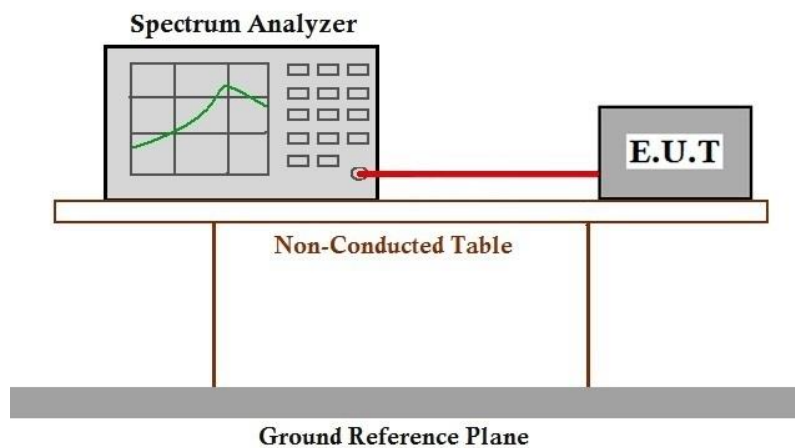 Spectrum Analyzer
E.U.T
Non-Conducted Table
Ground Reference Plane